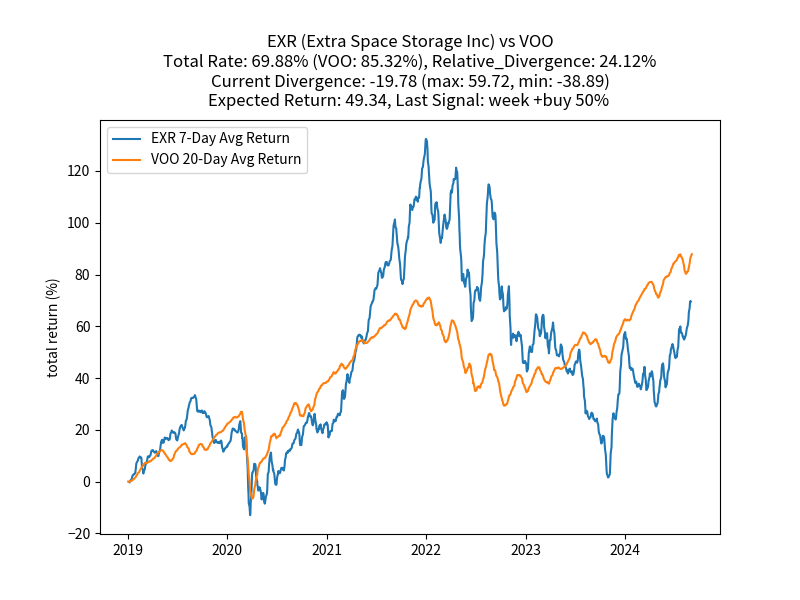 EXR (Extra Space Storage Inc) vs VOO
Total Rate: 69.88% (VOO: 85.32%), Relative_Divergence: 24.12%
Current Divergence: -19.78 (max: 59.72, min: -38.89)
Expected Return: 49.34, Last Signal: week +buy 50%
EXR 7-Day Avg Return
VOO 20-Day Avg Return
total return (%)
120
100
80
60
40
20
0
−20
2019
2020
2021
2022
2023
2024